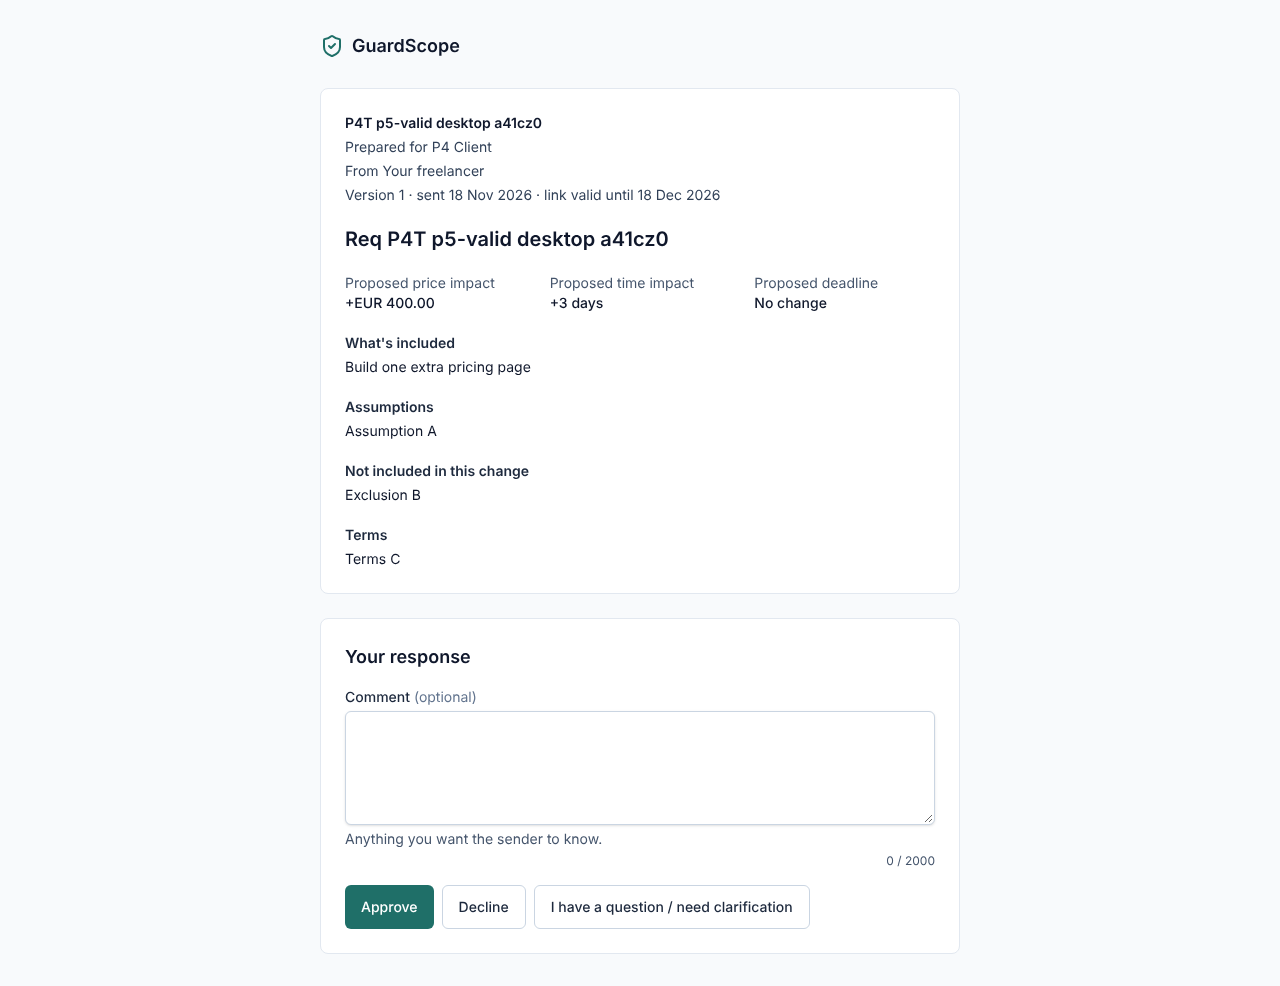 GuardScope
P4T p5-valid desktop a41cz0
Prepared for P4 Client
From Your freelancer
Version 1 · sent 18 Nov 2026 · link valid until 18 Dec 2026
Req P4T p5-valid desktop a41cz0
Proposed price impact
+EUR 400.00
Proposed time impact
+3 days
Proposed deadline
No change
What's included
Build one extra pricing page
Assumptions
Assumption A
Not included in this change
Exclusion B
Terms
Terms C
Your response
Comment (optional)
Anything you want the sender to know.
0 / 2000
Approve
Decline
I have a question / need clarification